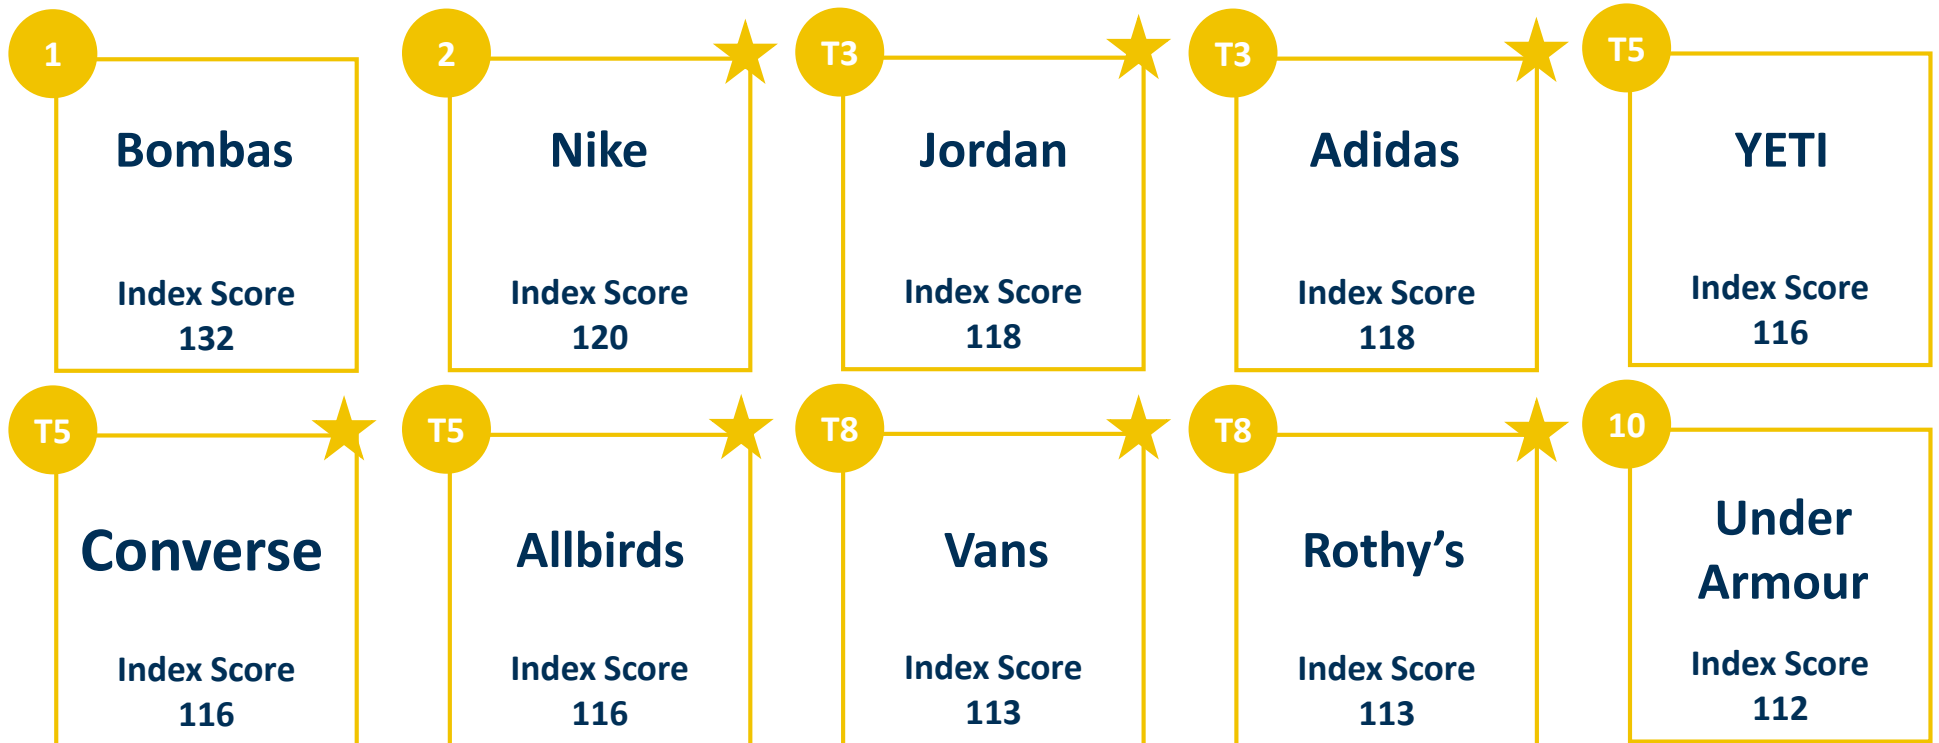 1
Bombas
Index Score
132
2
Nike
Index Score
120
T3
Jordan
Index Score
118
T3
Adidas
Index Score
118
T5
YETI
Index Score
116
T5
Converse
Index Score
116
T5
Allbirds
Index Score
116
T8
Vans
Index Score
113
T8
Rothy’s
Index Score
113
10
Under
Armour
Index Score
112